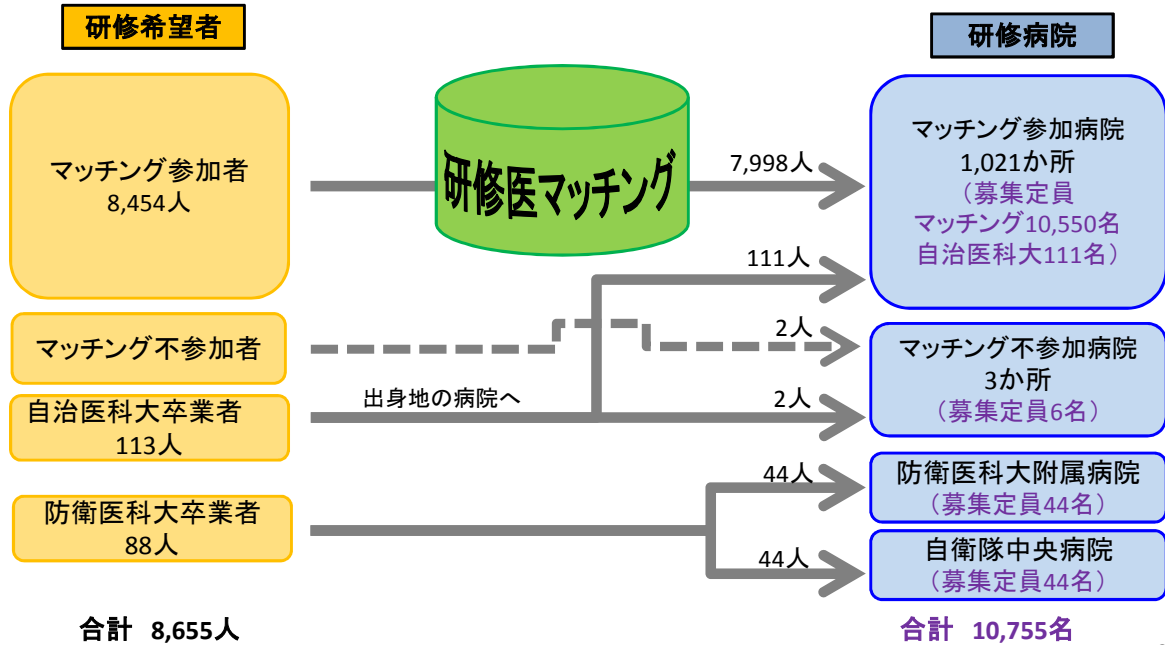 研修希望者
研修病院
マッチング参加者
8,454人
研修医マッチング
7,998人
マッチング参加病院
1,021か所
（募集定員
マッチング10,550名
自治医科大111名）
111人
マッチング不参加者
2人
マッチング不参加病院
3か所
（募集定員6名）
自治医科大卒業者
113人
出身地の病院へ
2人
防衛医科大卒業者
88人
44人
防衛医科大附属病院
（募集定員44名）
44人
自衛隊中央病院
（募集定員44名）
合計 8,655人
合計 10,755名